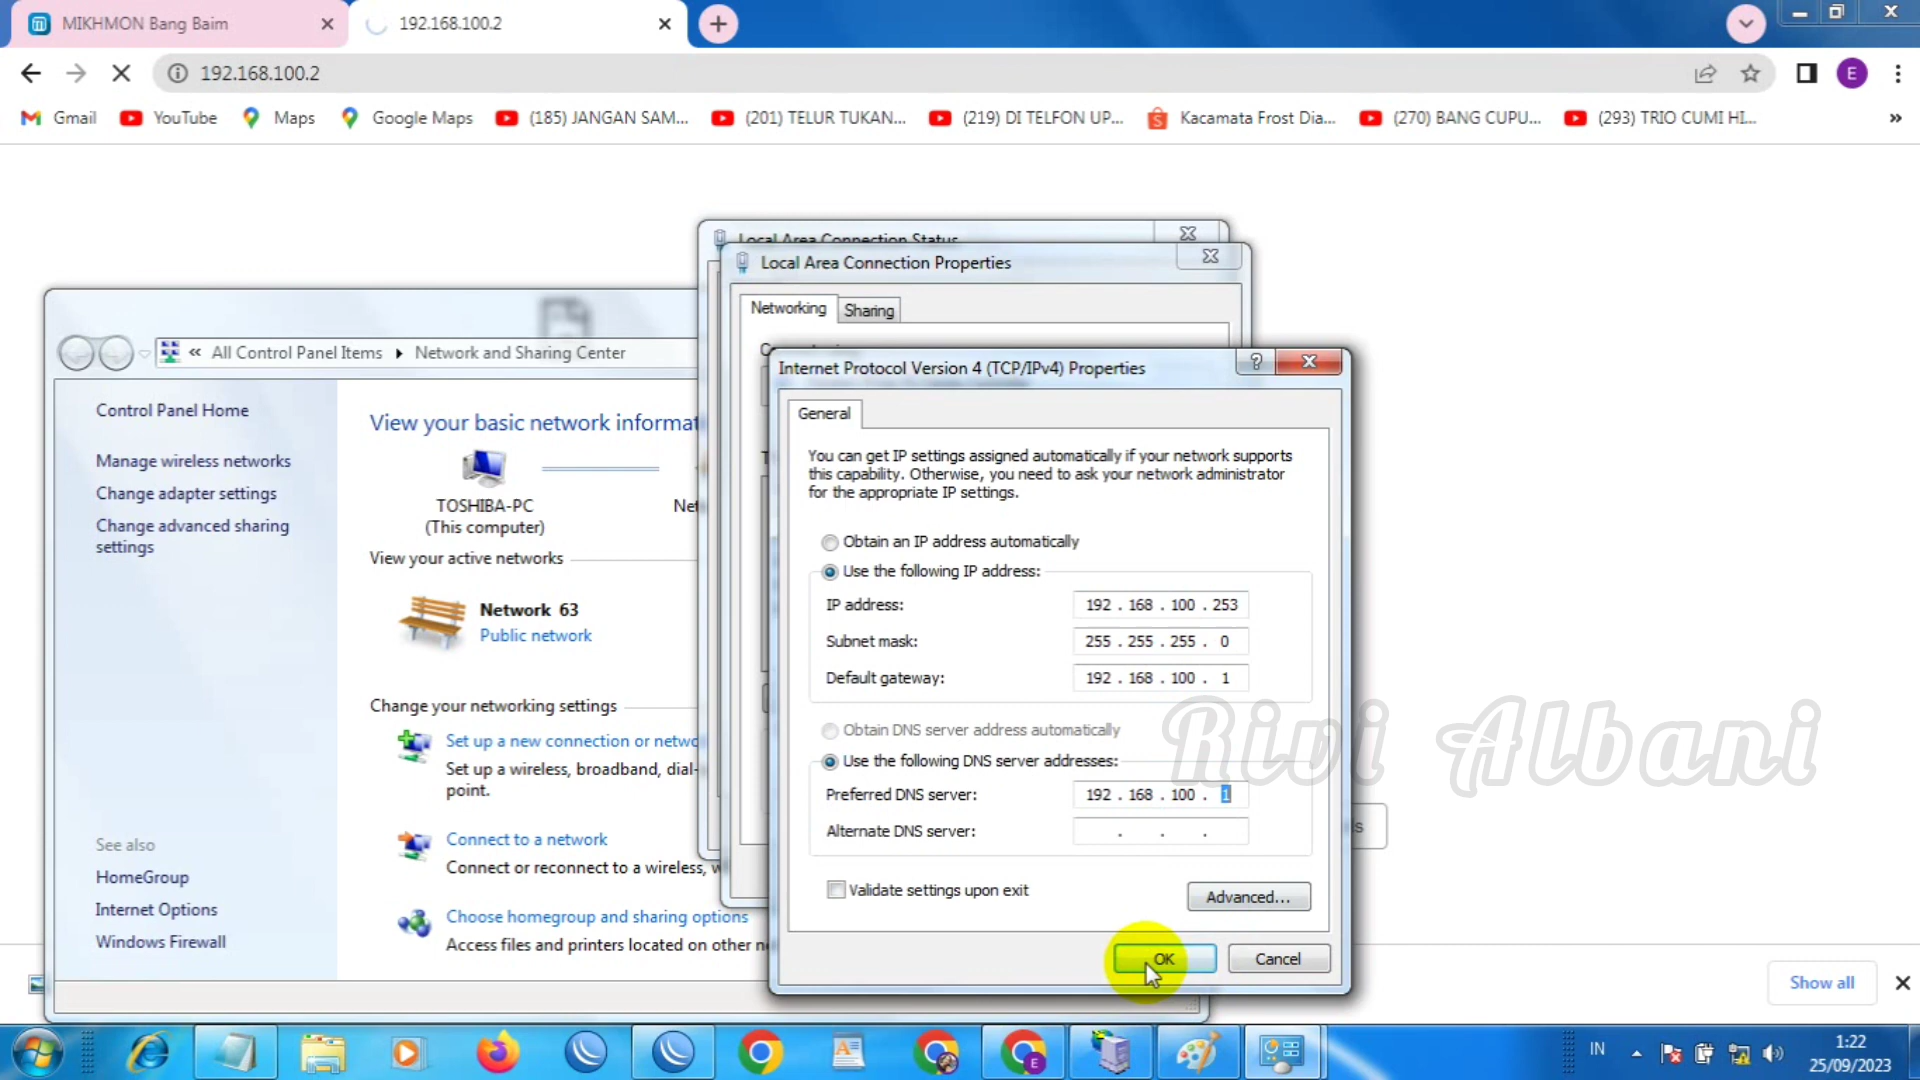 MIKHMON Bang Baim
192.168.100.2
192.168.100.2
Gmail
YouTube
Maps
Google Maps
(185) JANGAN SAM...
(201) TELUR TUKAN...
(219) DI TELFON UP...
Kacamata Frost Dia...
(270) BANG CUPU...
(293) TRIO CUMI HI...
»
Local Area Connection Status
Local Area Connection Properties
Networking
Sharing
« All Control Panel Items ▸ Network and Sharing Center
Control Panel Home
Manage wireless networks
Change adapter settings
Change advanced sharing
settings
See also
HomeGroup
Internet Options
Windows Firewall
View your basic network informat
TOSHIBA-PC
(This computer)
Net
View your active networks
Network 63
Public network
Change your networking settings
Set up a new connection or netwo
Set up a wireless, broadband, dial-
point.
Connect to a network
Connect or reconnect to a wireless, w
Choose homegroup and sharing options
Access files and printers located on other ne
Internet Protocol Version 4 (TCP/IPv4) Properties
General
You can get IP settings assigned automatically if your network supports
this capability. Otherwise, you need to ask your network administrator
for the appropriate IP settings.
Obtain an IP address automatically
Use the following IP address:
IP address: 192 . 168 . 100 . 253
Subnet mask: 255 . 255 . 255 . 0
Default gateway: 192 . 168 . 100 . 1
Obtain DNS server address automatically
Use the following DNS server addresses:
Preferred DNS server: 192 . 168 . 100 . 1
Alternate DNS server: . . .
Validate settings upon exit
Advanced...
OK
Cancel
Rivi Albani
Show all
IN
1:22
25/09/2023